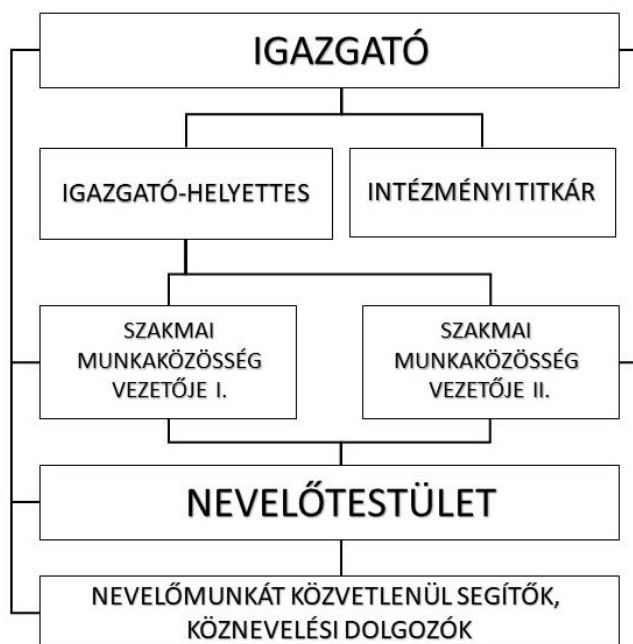 IGAZGATÓ
IGAZGATÓ-HELYETTES
INTÉZMÉNYI TITKÁR
SZAKMAI
MUNKAKÖZÖSSÉG
VEZETŐJE I.
SZAKMAI
MUNKAKÖZÖSSÉG
VEZETŐJE II.
NEVELŐTESTÜLET
NEVELŐMUNKÁT KÖZVETLENÜL SEGÍTŐK,
KÖZNEVELÉSI DOLGOZÓK